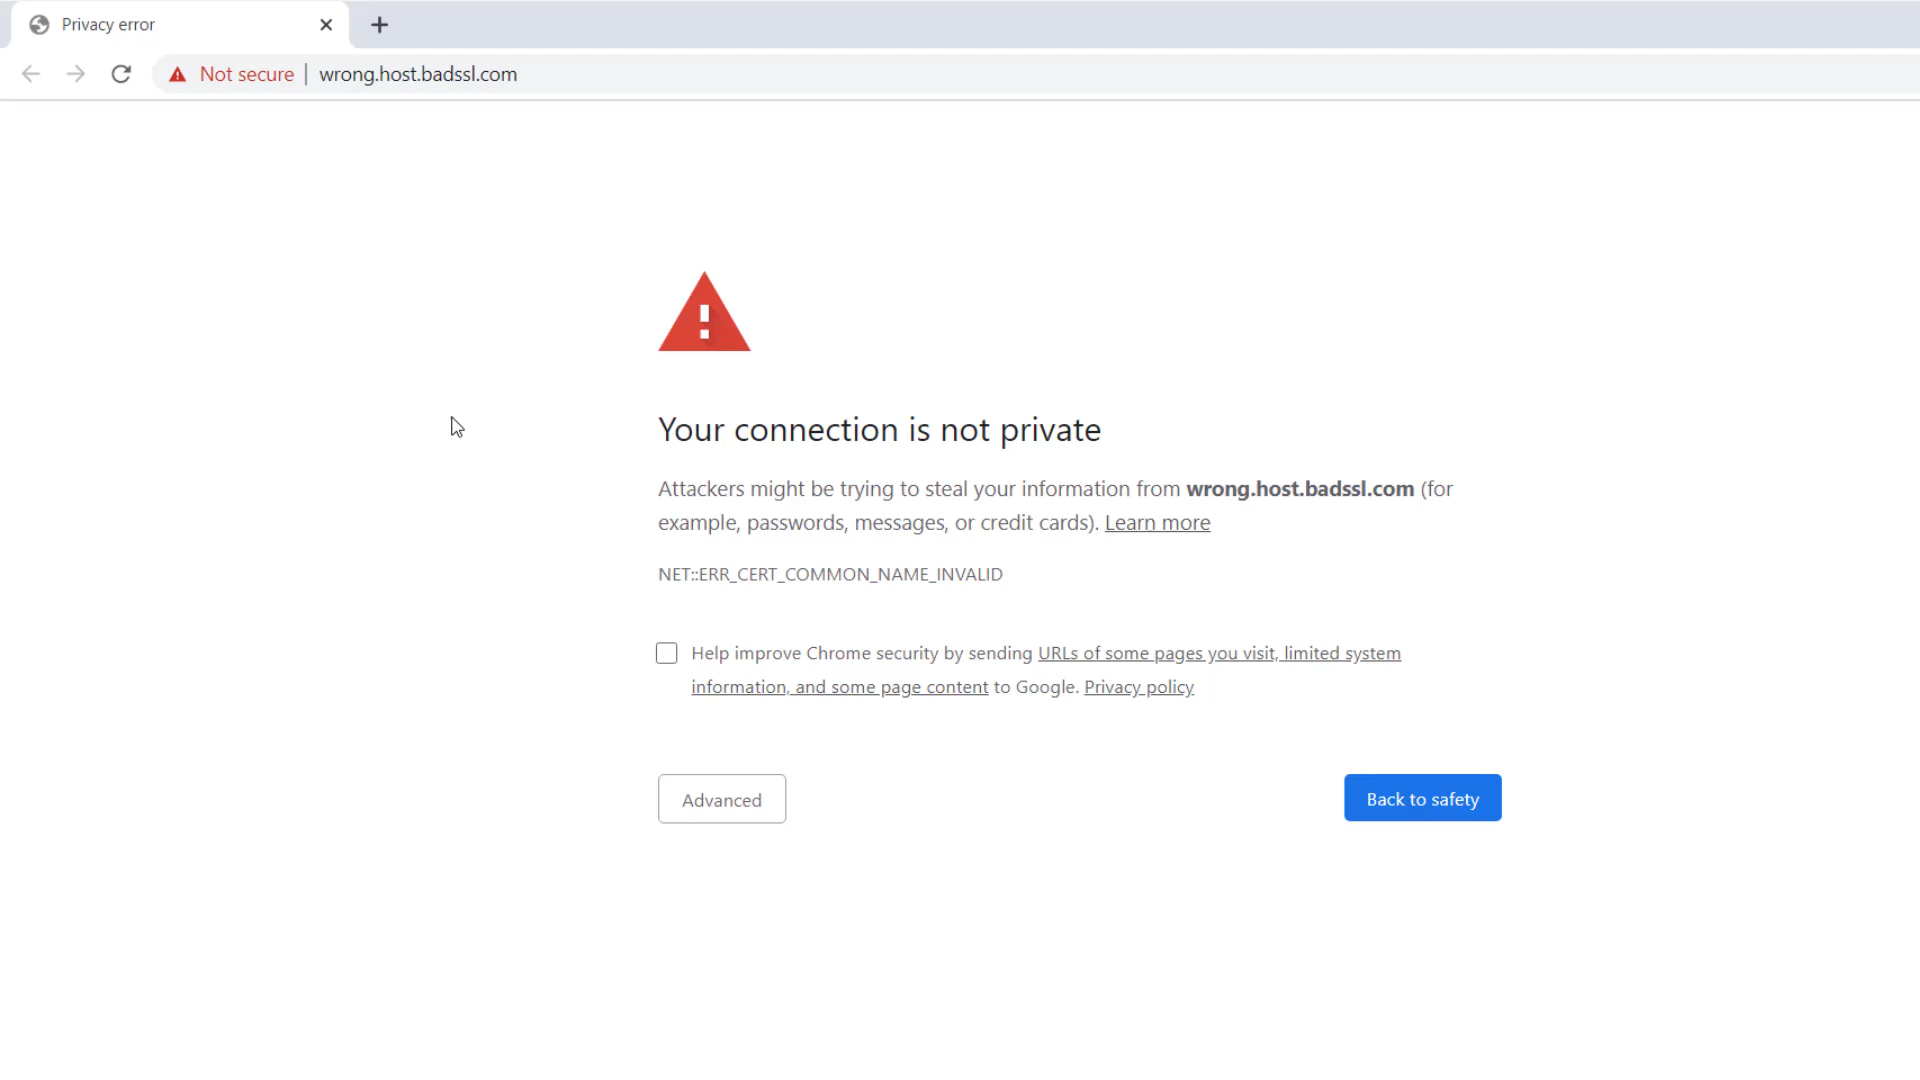 Privacy error
Not secure | wrong.host.badssl.com
Your connection is not private
Attackers might be trying to steal your information from wrong.host.badssl.com (for
example, passwords, messages, or credit cards). Learn more
NET::ERR_CERT_COMMON_NAME_INVALID
Help improve Chrome security by sending URLs of some pages you visit, limited system
information, and some page content to Google. Privacy policy
Advanced
Back to safety